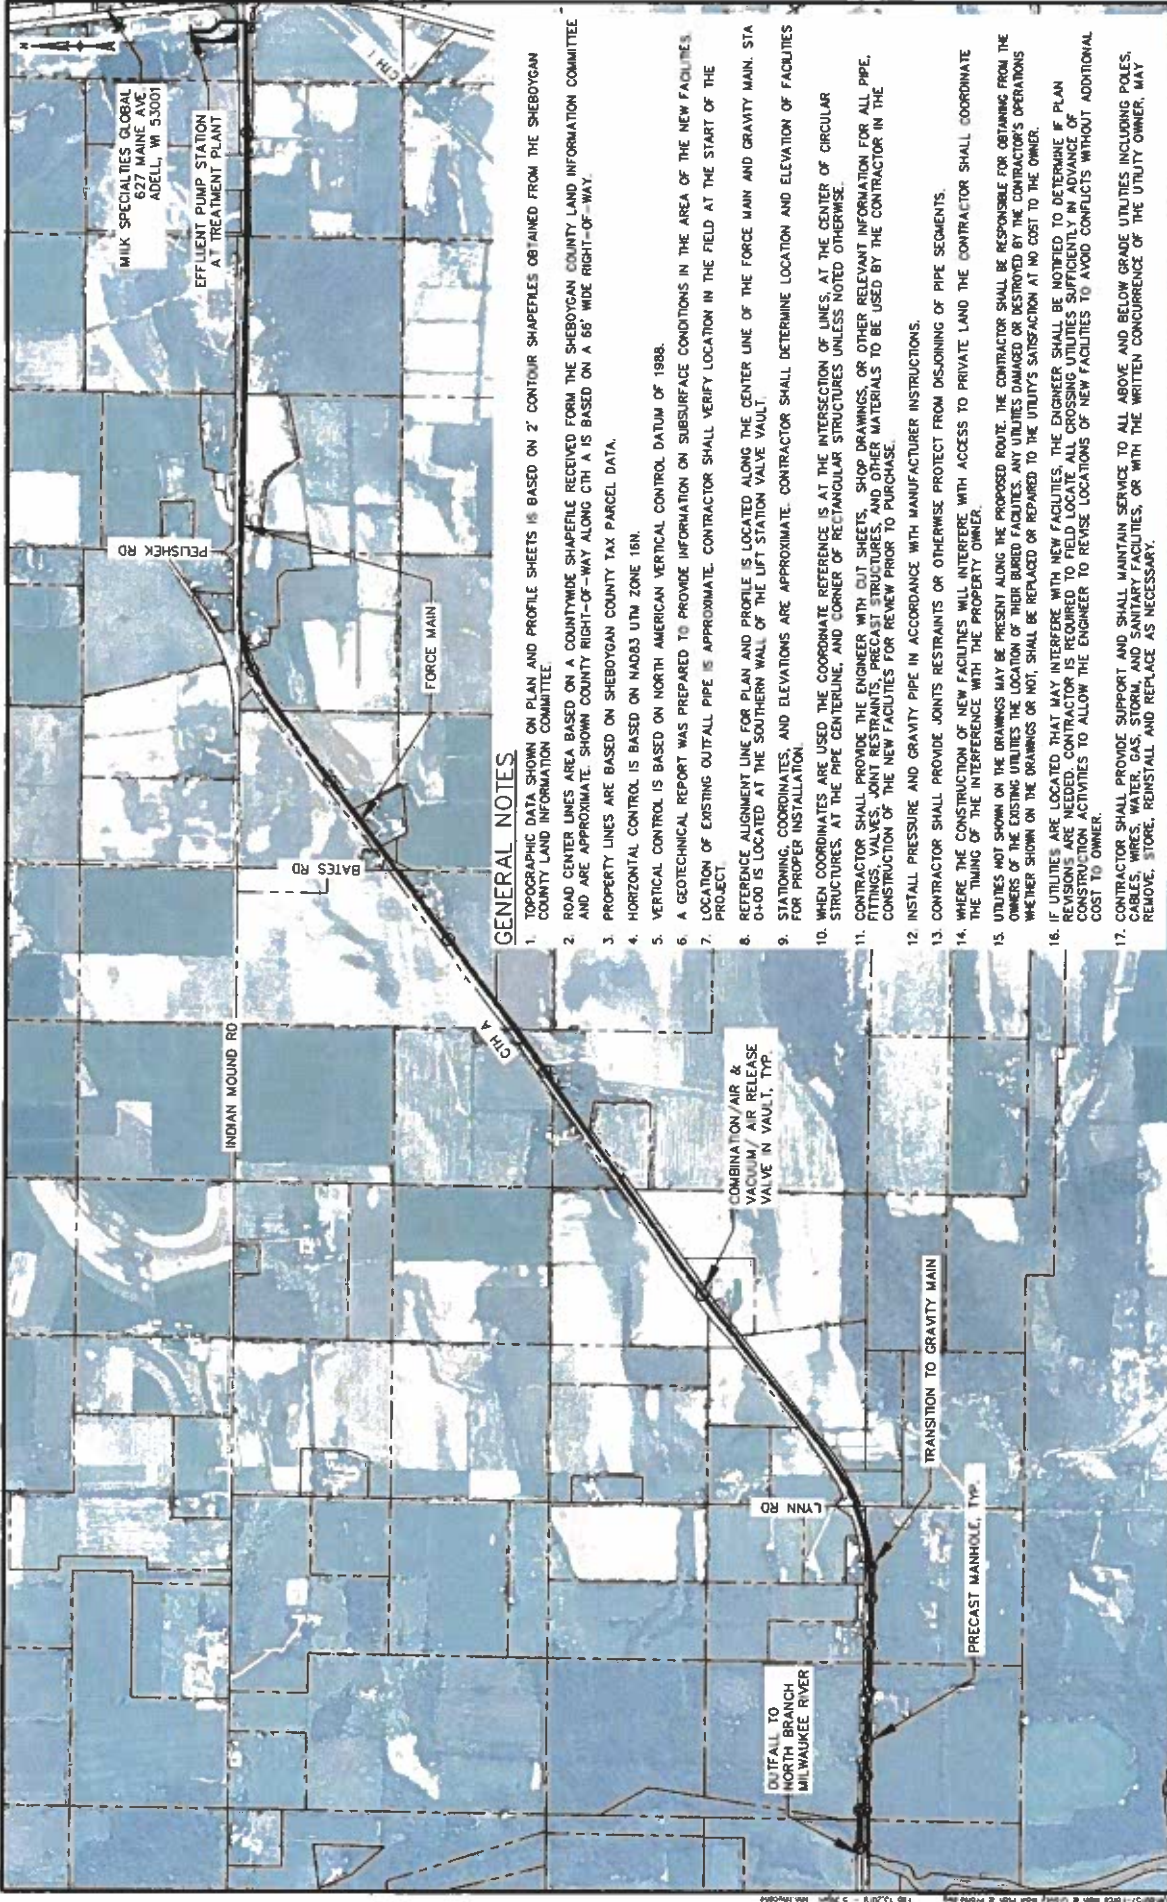 MILK SPECIALTIES GLOBAL
627 MAINE AVE
ADELL, WI 53001
EFFLUENT PUMP STATION
AT TREATMENT PLANT
N
CTH I
PELISHEK RD
FORCE MAIN
BATES RD
INDIAN MOUND RD
CTH A
COMBINATION/AIR &
VACUUM/ AIR RELEASE
VALVE IN VAULT, TYP.
LYNN RD
TRANSITION TO GRAVITY MAIN
PRECAST MANHOLE, TYP.
OUTFALL TO
NORTH BRANCH
MILWAUKEE RIVER
GENERAL NOTES
1. TOPOGRAPHIC DATA SHOWN ON PLAN AND PROFILE SHEETS IS BASED ON 2' CONTOUR SHAPEFILES OBTAINED FROM THE SHEBOYGAN
COUNTY LAND INFORMATION COMMITTEE.
2. ROAD CENTER LINES AREA BASED ON A COUNTYWIDE SHAPEFILE RECEIVED FORM THE SHEBOYGAN COUNTY LAND INFORMATION COMMITTEE
AND ARE APPROXIMATE. SHOWN COUNTY RIGHT-OF-WAY ALONG CTH A IS BASED ON A 66' WIDE RIGHT-OF-WAY.
3. PROPERTY LINES ARE BASED ON SHEBOYGAN COUNTY TAX PARCEL DATA.
4. HORIZONTAL CONTROL IS BASED ON NAD83 UTM ZONE 16N.
5. VERTICAL CONTROL IS BASED ON NORTH AMERICAN VERTICAL CONTROL DATUM OF 1988.
6. A GEOTECHNICAL REPORT WAS PREPARED TO PROVIDE INFORMATION ON SUBSURFACE CONDITIONS IN THE AREA OF THE NEW FACILITIES.
7. LOCATION OF EXISTING OUTFALL PIPE IS APPROXIMATE. CONTRACTOR SHALL VERIFY LOCATION IN THE FIELD AT THE START OF THE
PROJECT.
8. REFERENCE ALIGNMENT LINE FOR PLAN AND PROFILE IS LOCATED ALONG THE CENTER LINE OF THE FORCE MAIN AND GRAVITY MAIN. STA
0+00 IS LOCATED AT THE SOUTHERN WALL OF THE LIFT STATION VALVE VAULT.
9. STATIONING, COORDINATES, AND ELEVATIONS ARE APPROXIMATE. CONTRACTOR SHALL DETERMINE LOCATION AND ELEVATION OF FACILITIES
FOR PROPER INSTALLATION.
10. WHEN COORDINATES ARE USED THE COORDINATE REFERENCE IS AT THE INTERSECTION OF LINES, AT THE CENTER OF CIRCULAR
STRUCTURES, AT THE PIPE CENTERLINE, AND CORNER OF RECTANGULAR STRUCTURES UNLESS NOTED OTHERWISE.
11. CONTRACTOR SHALL PROVIDE THE ENGINEER WITH CUT SHEETS, SHOP DRAWINGS, OR OTHER RELEVANT INFORMATION FOR ALL PIPE,
FITTINGS, VALVES, JOINT RESTRAINTS, PRECAST STRUCTURES, AND OTHER MATERIALS TO BE USED BY THE CONTRACTOR IN THE
CONSTRUCTION OF THE NEW FACILITIES FOR REVIEW PRIOR TO PURCHASE.
12. INSTALL PRESSURE AND GRAVITY PIPE IN ACCORDANCE WITH MANUFACTURER INSTRUCTIONS.
13. CONTRACTOR SHALL PROVIDE JOINTS RESTRAINTS OR OTHERWISE PROTECT FROM DISJOINING OF PIPE SEGMENTS.
14. WHERE THE CONSTRUCTION OF NEW FACILITIES WILL INTERFERE WITH ACCESS TO PRIVATE LAND THE CONTRACTOR SHALL COORDINATE
THE TIMING OF THE INTERFERENCE WITH THE PROPERTY OWNER.
15. UTILITIES NOT SHOWN ON THE DRAWINGS MAY BE PRESENT ALONG THE PROPOSED ROUTE. THE CONTRACTOR SHALL BE RESPONSIBLE FOR OBTAINING FROM THE
OWNERS OF THE EXISTING UTILITIES THE LOCATION OF THEIR BURIED FACILITIES. ANY UTILITIES DAMAGED OR DESTROYED BY THE CONTRACTOR'S OPERATIONS
WHETHER SHOWN ON THE DRAWINGS OR NOT, SHALL BE REPLACED OR REPAIRED TO THE UTILITY'S SATISFACTION AT NO COST TO THE OWNER.
16. IF UTILITIES ARE LOCATED THAT MAY INTERFERE WITH NEW FACILITIES, THE ENGINEER SHALL BE NOTIFIED TO DETERMINE IF PLAN
REVISIONS ARE NEEDED. CONTRACTOR IS REQUIRED TO FIELD LOCATE ALL CROSSING UTILITIES SUFFICIENTLY IN ADVANCE OF
CONSTRUCTION ACTIVITIES TO ALLOW THE ENGINEER TO REVISE LOCATIONS OF NEW FACILITIES TO AVOID CONFLICTS WITHOUT ADDITIONAL
COST TO OWNER.
17. CONTRACTOR SHALL PROVIDE SUPPORT AND SHALL MAINTAIN SERVICE TO ALL ABOVE AND BELOW GRADE UTILITIES INCLUDING POLES,
CABLES, WIRES, WATER, GAS, STORM, AND SANITARY FACILITIES, OR WITH THE WRITTEN CONCURRENCE OF THE UTILITY OWNER, MAY
REMOVE, STORE, REINSTALL AND REPLACE AS NECESSARY.